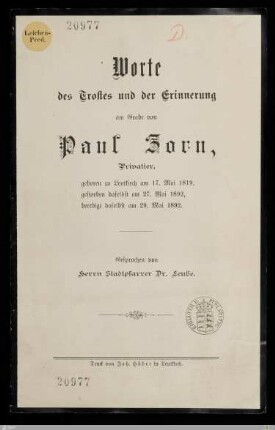 Leichen-
Pred.
20977
D.
Worte
des Trostes und der Erinnerung
am Grabe von
Paul Zorn,
Privatier,
geboren zu Leutkirch am 17. Mai 1819,
gestorben daselbst am 27. Mai 1892,
beerdigt daselbst am 29. Mai 1892.
Gesprochen von
Herrn Stadtpfarrer Dr. Leube.
Druck von Joh. Huber in Leutkirch.
20977